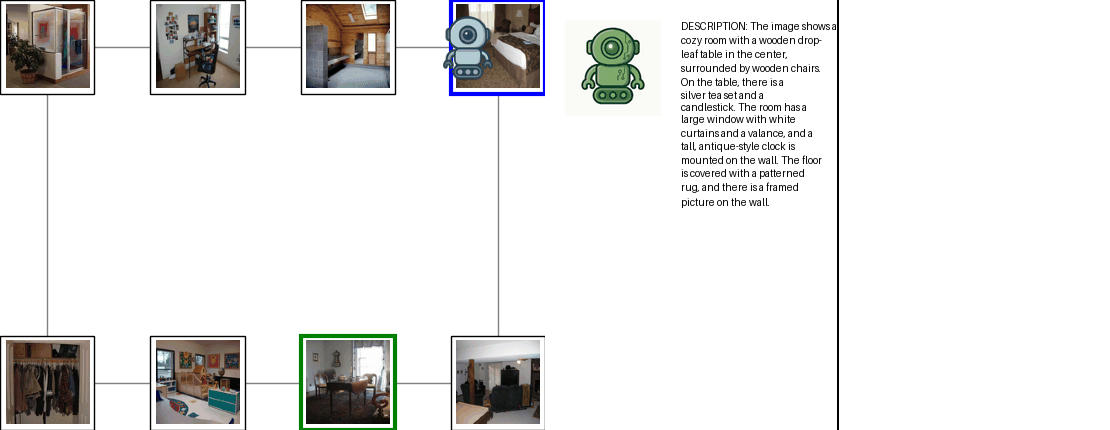 DESCRIPTION: The image shows a
cozy room with a wooden drop-
leaf table in the center,
surrounded by wooden chairs.
On the table, there is a
silver tea set and a
candlestick. The room has a
large window with white
curtains and a valance, and a
tall, antique-style clock is
mounted on the wall. The floor
is covered with a patterned
rug, and there is a framed
picture on the wall.